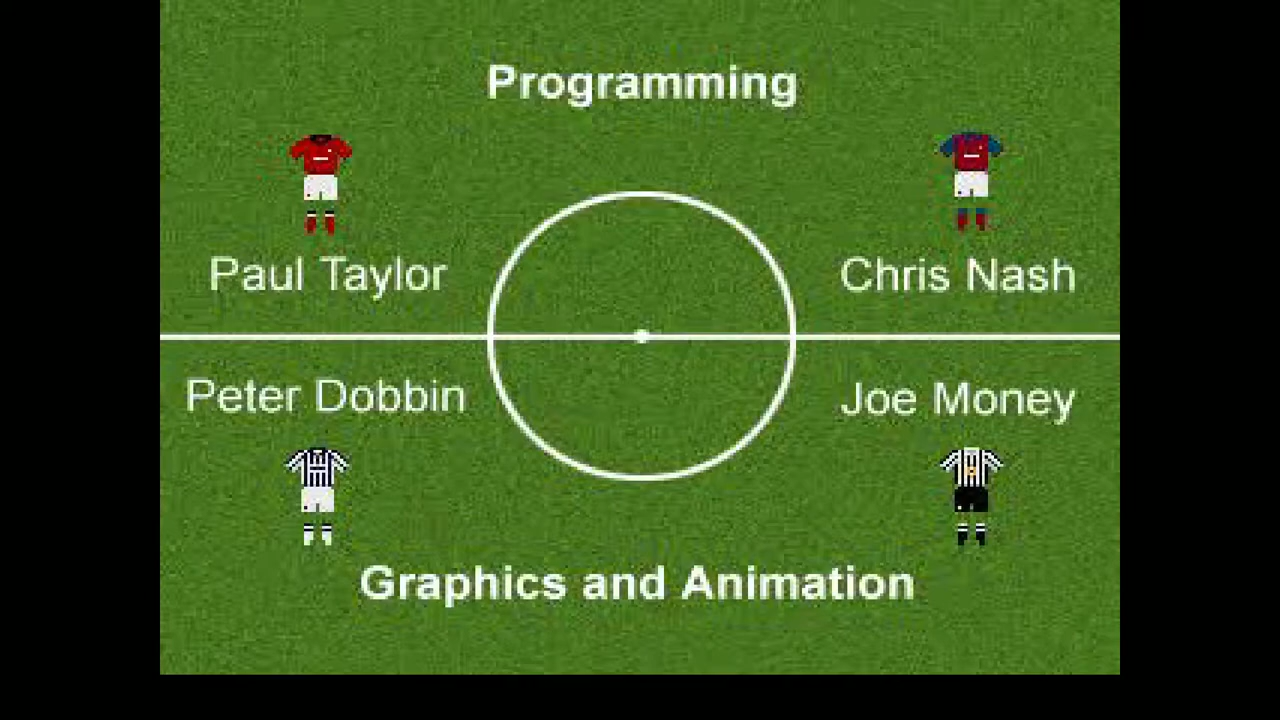 Programming
Paul Taylor
Chris Nash
Peter Dobbin
Joe Money
Graphics and Animation